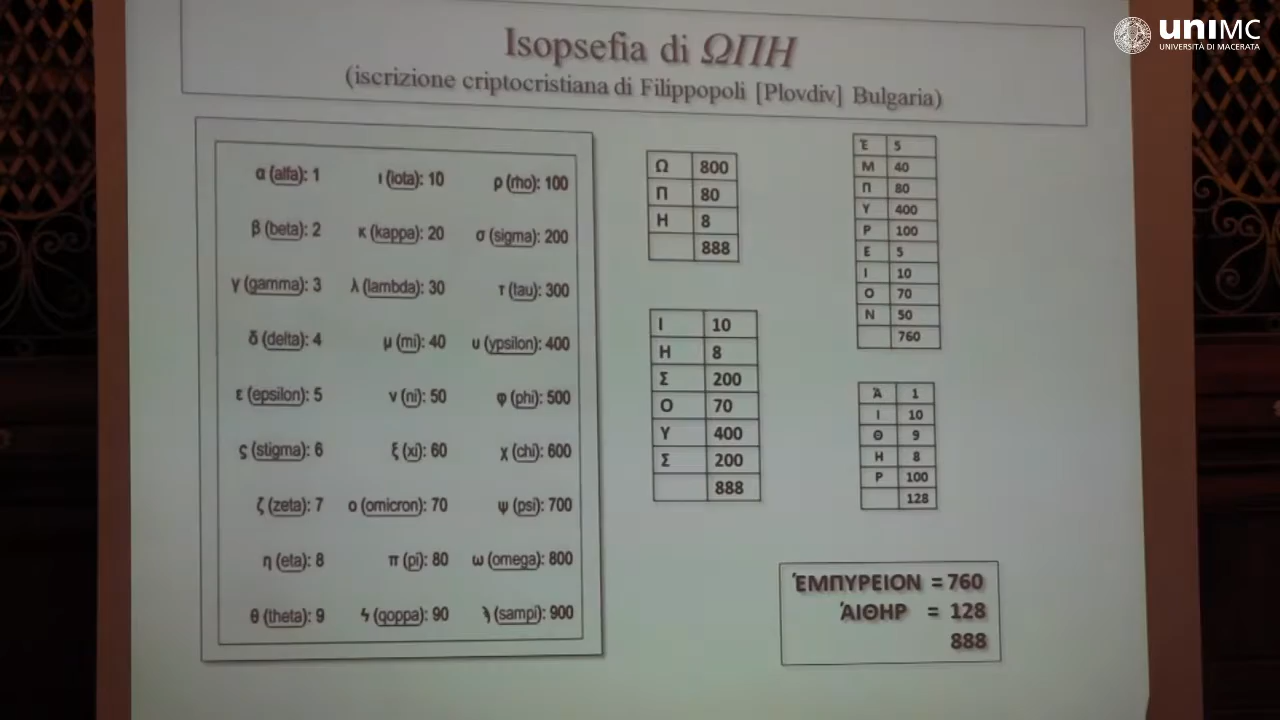 uniMC
UNIVERSITÀ DI MACERATA
Isopsefia di ΩΠΗ
(iscrizione criptocristiana di Filippopoli [Plovdiv] Bulgaria)
α (alfa): 1 ι (iota): 10 ρ (rho): 100
β (beta): 2 κ (kappa): 20 σ (sigma): 200
γ (gamma): 3 λ (lambda): 30 τ (tau): 300
δ (delta): 4 μ (mi): 40 υ (ypsilon): 400
ε (epsilon): 5 ν (ni): 50 φ (phi): 500
ς (stigma): 6 ξ (xi): 60 χ (chi): 600
ζ (zeta): 7 ο (omicron): 70 ψ (psi): 700
η (eta): 8 π (pi): 80 ω (omega): 800
θ (theta): 9 ϟ (qoppa): 90 ϡ (sampi): 900
Ω 800
Π 80
Η 8
888
Ι 10
Η 8
Σ 200
Ο 70
Υ 400
Σ 200
888
Έ 5
Μ 40
Π 80
Υ 400
Ρ 100
Ε 5
Ι 10
Ο 70
Ν 50
760
Ἀ 1
Ι 10
Θ 9
Η 8
Ρ 100
128
ΈΜΠΥΡΕΙΟΝ = 760
ΆΙΘΗΡ = 128
888